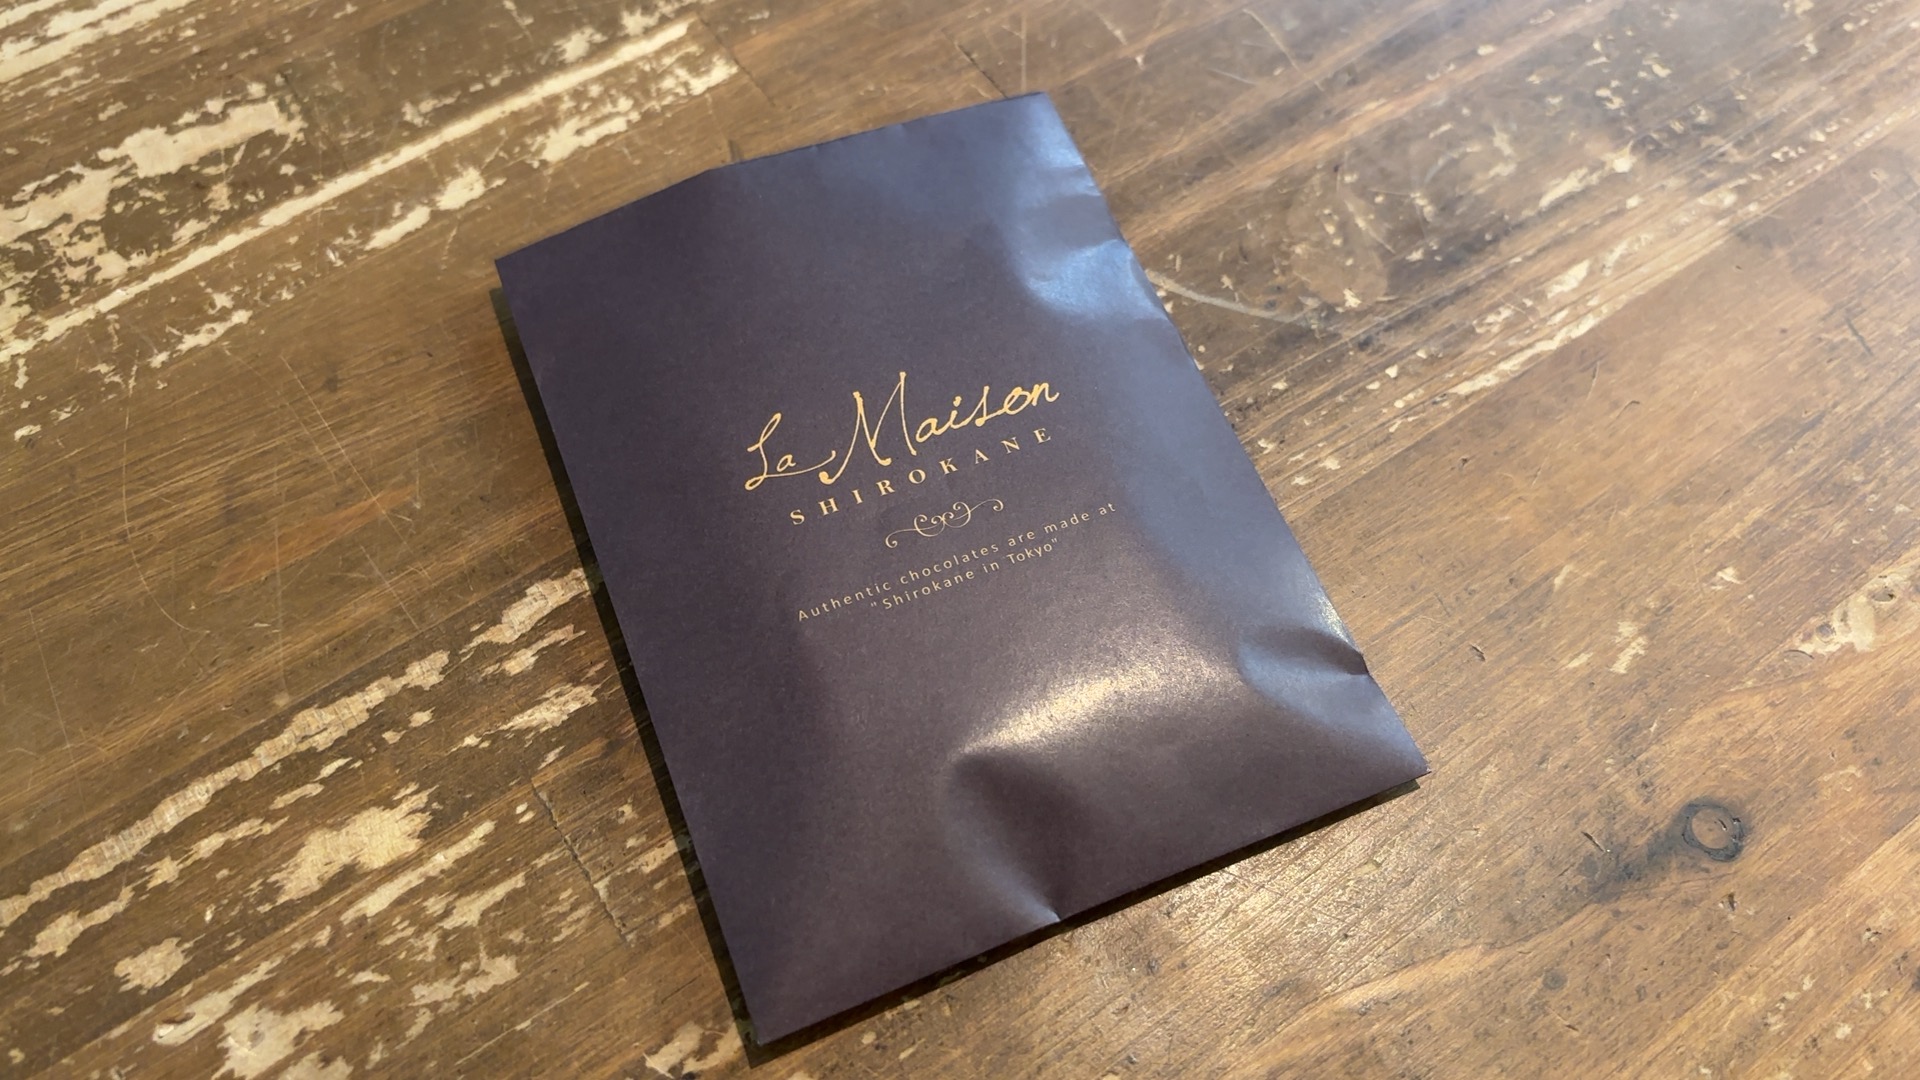 La Maison
SHIROKANE
Authentic chocolates are made at
"Shirokane in Tokyo"